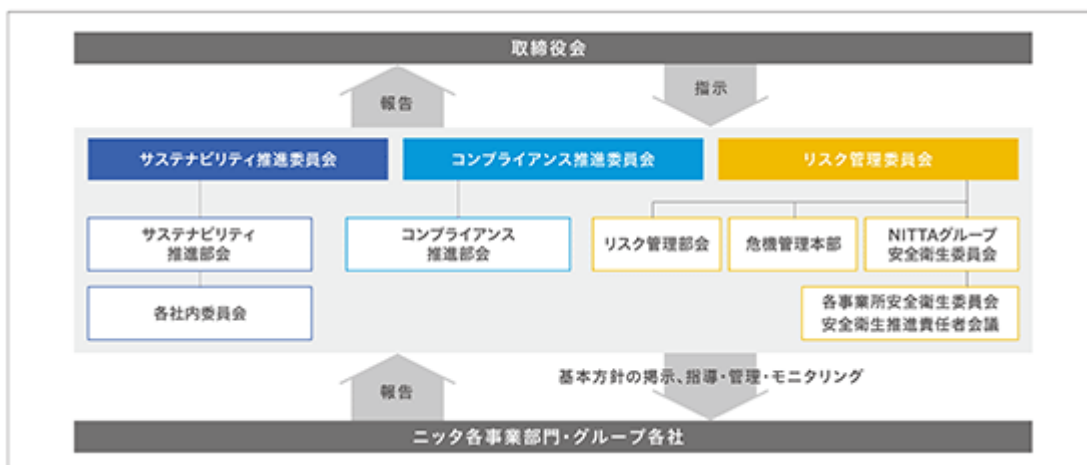 取締役会
報告
指示
サステナビリティ推進委員会
コンプライアンス推進委員会
リスク管理委員会
サステナビリティ
推進部会
コンプライアンス
推進部会
リスク管理部会
危機管理本部
NITTAグループ
安全衛生委員会
各社内委員会
各事業所安全衛生委員会
安全衛生推進責任者会議
報告
基本方針の掲示、指導・管理・モニタリング
ニッタ各事業部門・グループ各社